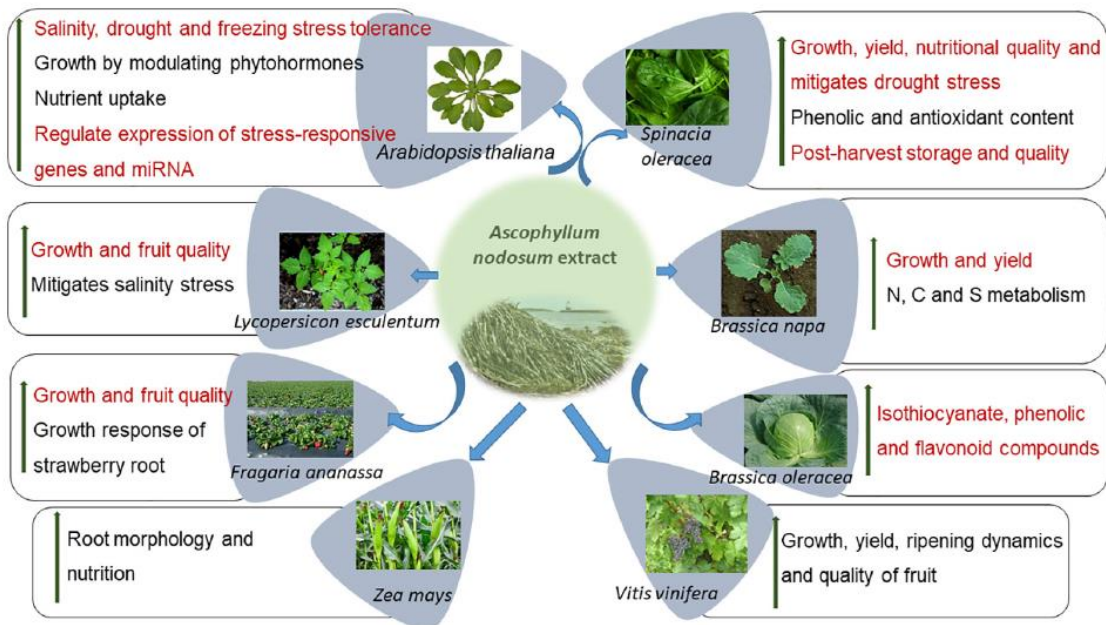 Salinity, drought and freezing stress tolerance
Growth by modulating phytohormones
Nutrient uptake
Regulate expression of stress-responsive
genes and miRNA
Arabidopsis thaliana
Spinacia
oleracea
Growth, yield, nutritional quality and
mitigates drought stress
Phenolic and antioxidant content
Post-harvest storage and quality
Growth and fruit quality
Mitigates salinity stress
Lycopersicon esculentum
Ascophyllum
nodosum extract
Brassica napa
Growth and yield
N, C and S metabolism
Growth and fruit quality
Growth response of
strawberry root
Fragaria ananassa
Brassica oleracea
Isothiocyanate, phenolic
and flavonoid compounds
Root morphology and
nutrition
Zea mays
Vitis vinifera
Growth, yield, ripening dynamics
and quality of fruit